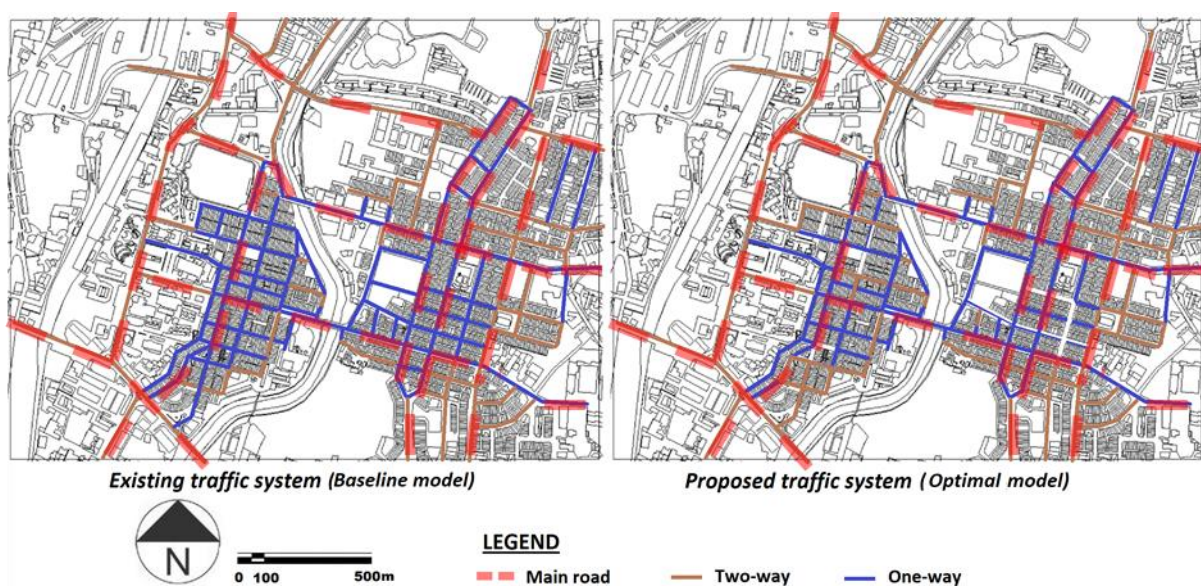 Existing traffic system (Baseline model)
Proposed traffic system ( Optimal model)
N
0 100 500m
LEGEND
Main road
Two-way
One-way